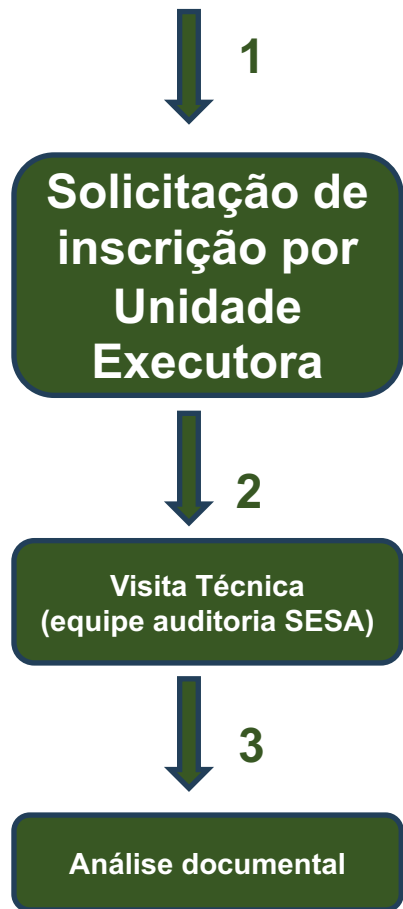 1
Solicitação de
inscrição por
Unidade
Executora
2
Visita Técnica
(equipe auditoria SESA)
3
Análise documental